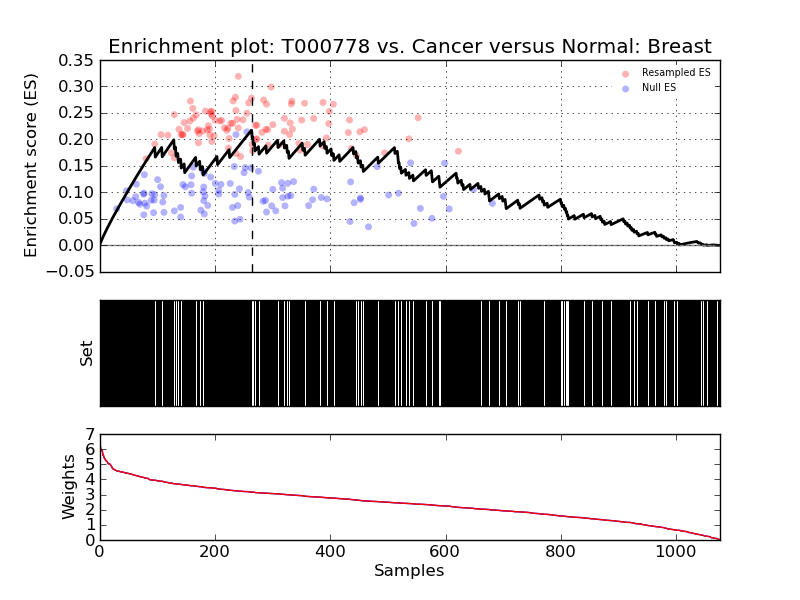 Enrichment plot: T000778 vs. Cancer versus Normal: Breast
Enrichment score (ES)
0.35
0.30
0.25
0.20
0.15
0.10
0.05
0.00
−0.05
Resampled ES
Null ES
Set
Weights
7
6
5
4
3
2
1
0
0 200 400 600 800 1000
Samples